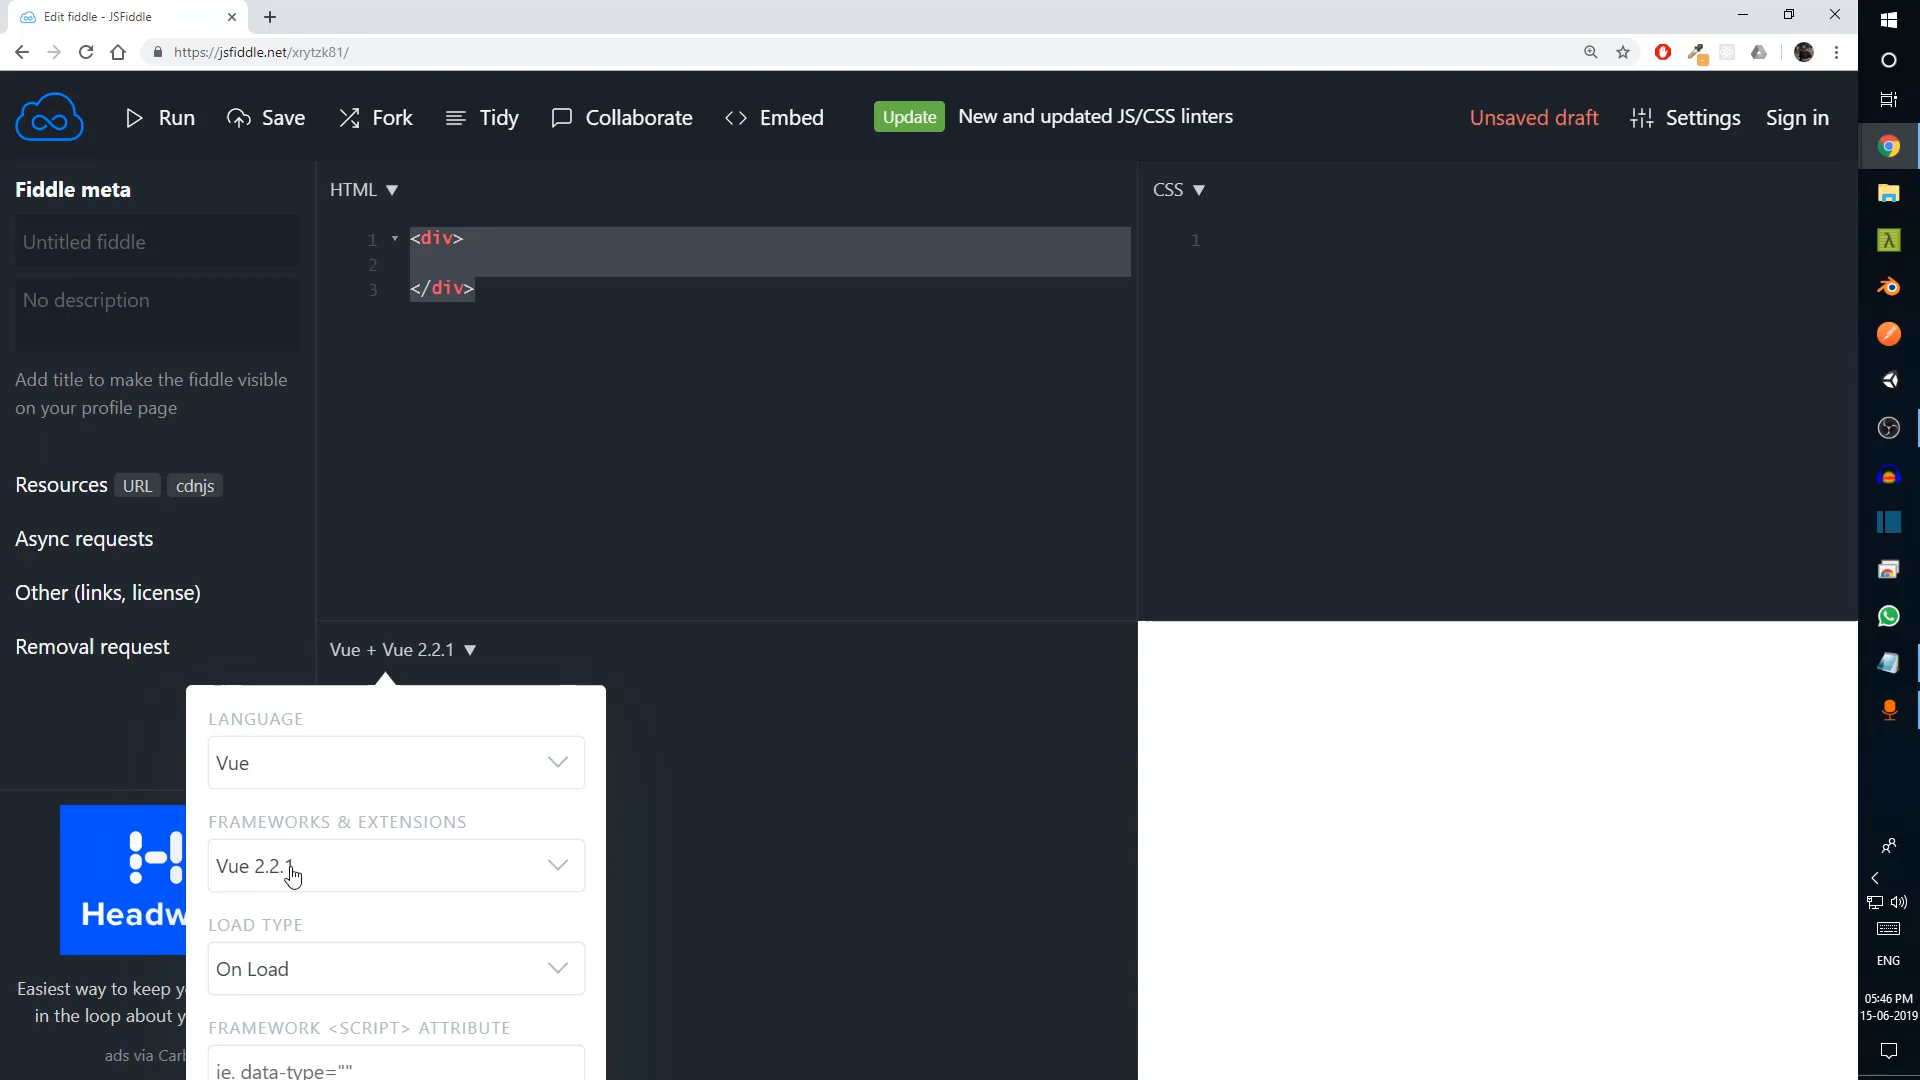 Edit fiddle - JSFiddle
https://jsfiddle.net/xrytzk81/
Run
Save
Fork
Tidy
Collaborate
Embed
Update
New and updated JS/CSS linters
Unsaved draft
Settings
Sign in
Fiddle meta
Untitled fiddle
No description
Add title to make the fiddle visible
on your profile page
Resources URL cdnjs
Async requests
Other (links, license)
Removal request
HTML ▼
1 <div>
2
3 </div>
CSS ▼
1
Vue + Vue 2.2.1 ▼
LANGUAGE
Vue
FRAMEWORKS & EXTENSIONS
Vue 2.2.1
LOAD TYPE
On Load
FRAMEWORK <SCRIPT> ATTRIBUTE
ie. data-type=""
Easiest way to keep
in the loop about
ads via
ENG
05:46 PM
15-06-2019